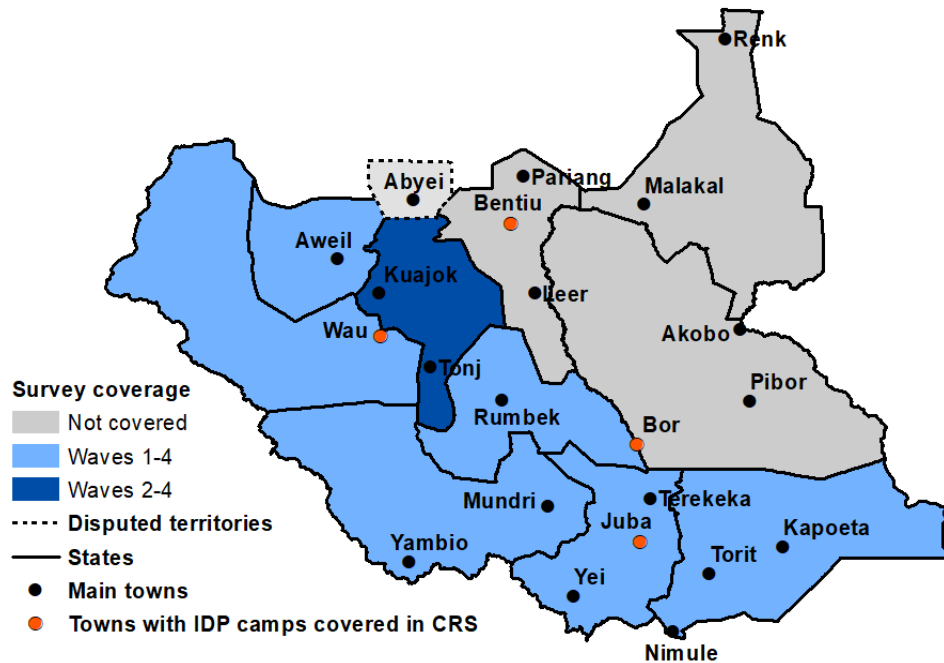 Renk
Pariang
Abyei
Malakal
Bentiu
Aweil
Kuajok
Leer
Wau
Akobo
Tonj
Pibor
Survey coverage
Not covered
Rumbek
Bor
Waves 1-4
Waves 2-4
Mundri
Terekeka
Disputed territories
Juba
Kapoeta
States
Yambio
Torit
Main towns
Yei
Towns with IDP camps covered in CRS
Nimule